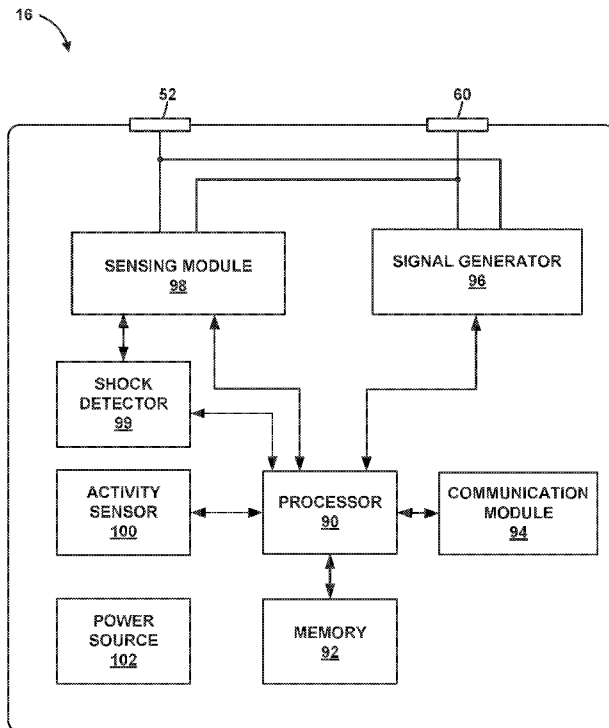 16
52
60
SENSING MODULE
98
SIGNAL GENERATOR
96
SHOCK
DETECTOR
99
ACTIVITY
SENSOR
100
PROCESSOR
90
COMMUNICATION
MODULE
94
POWER
SOURCE
102
MEMORY
92